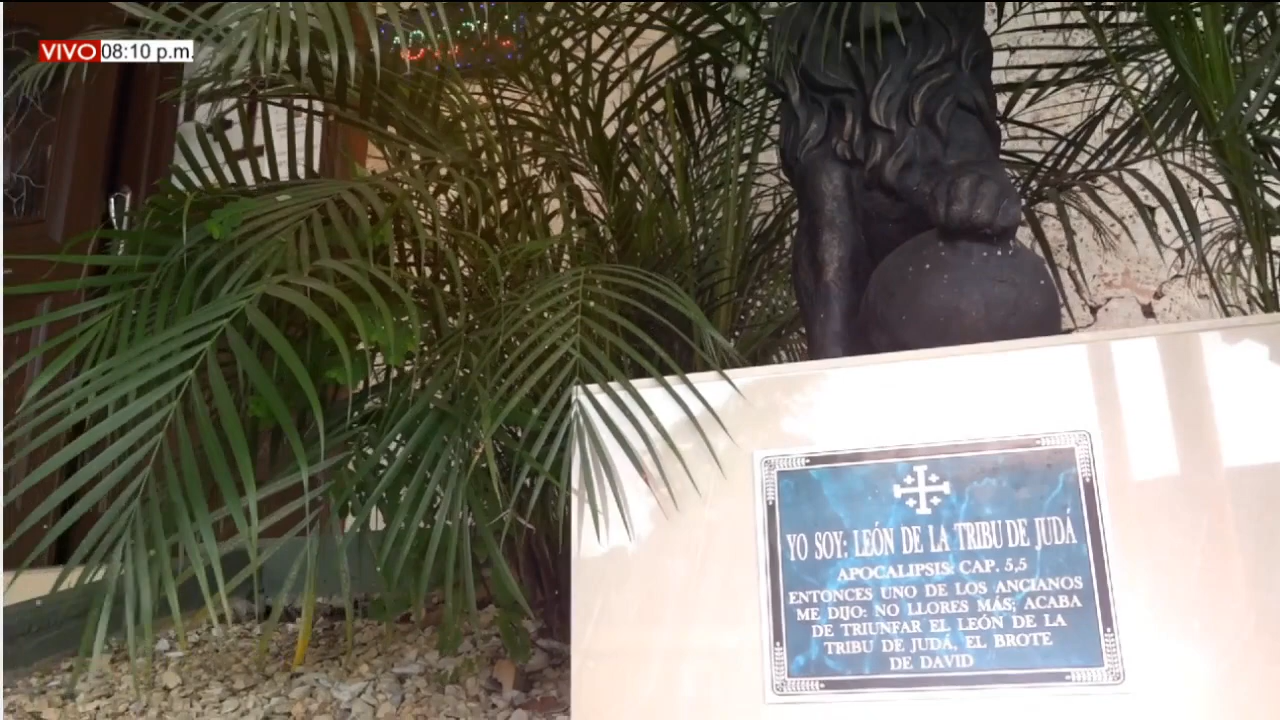 VIVO 08:10 p.m.
YO SOY: LEÓN DE LA TRIBU DE JUDÁ
APOCALIPSIS: CAP. 5,5
ENTONCES UNO DE LOS ANCIANOS
ME DIJO: NO LLORES MÁS; ACABA
DE TRIUNFAR EL LEÓN DE LA
TRIBU DE JUDÁ, EL BROTE
DE DAVID